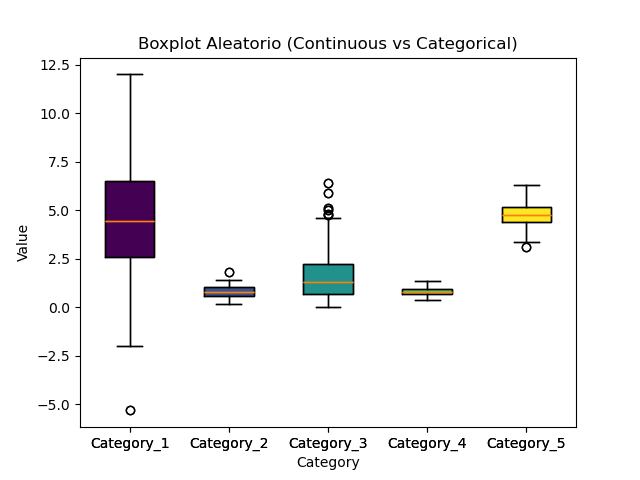 Boxplot Aleatorio (Continuous vs Categorical)
12.5
10.0
7.5
5.0
2.5
0.0
−2.5
−5.0
Value
Category_1 Category_2 Category_3 Category_4 Category_5
Category